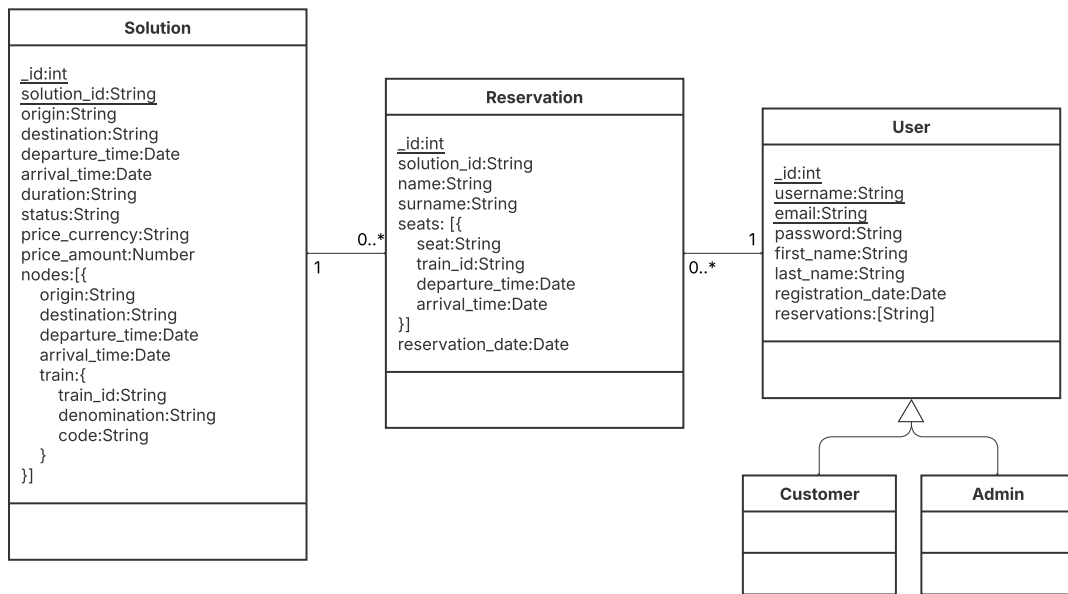 Solution
_id:int
solution_id:String
origin:String
destination:String
departure_time:Date
arrival_time:Date
duration:String
status:String
price_currency:String
price_amount:Number
nodes:[{
origin:String
destination:String
departure_time:Date
arrival_time:Date
train:{
train_id:String
denomination:String
code:String
}
}]
0..*
1
Reservation
_id:int
solution_id:String
name:String
surname:String
seats: [{
seat:String
train_id:String
departure_time:Date
arrival_time:Date
}]
reservation_date:Date
1
0..*
User
_id:int
username:String
email:String
password:String
first_name:String
last_name:String
registration_date:Date
reservations:[String]
Customer
Admin